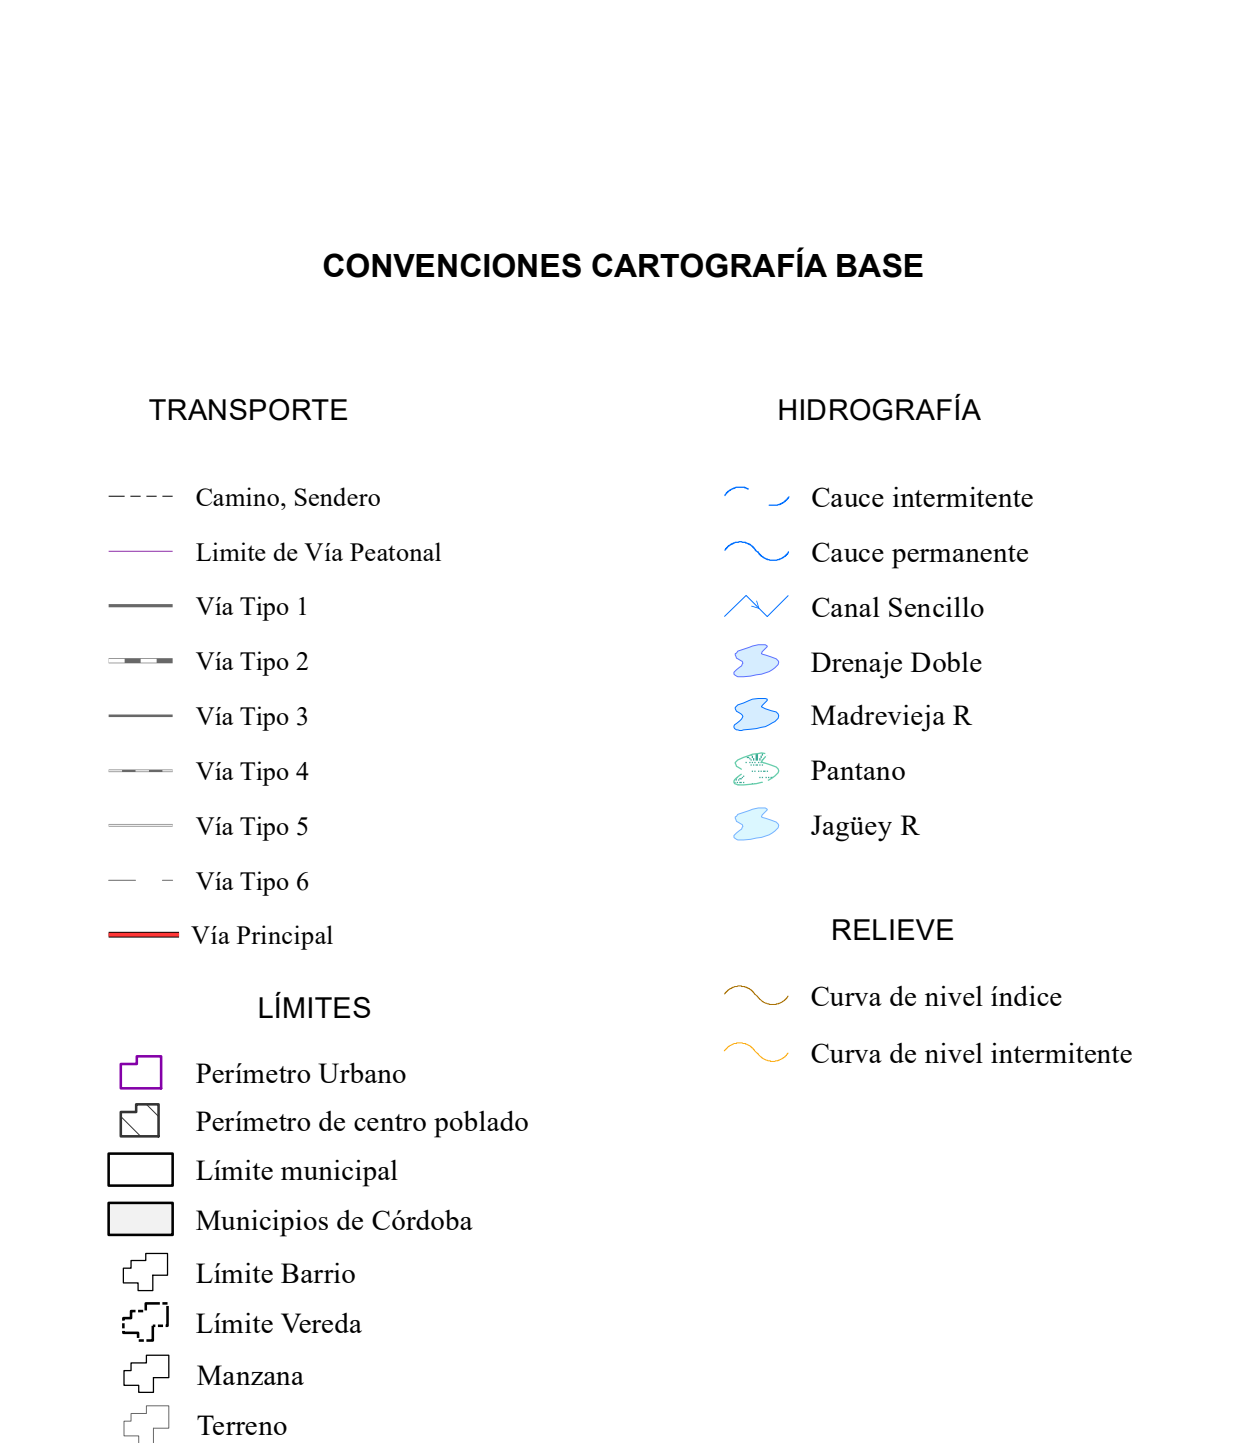 CONVENCIONES CARTOGRAFÍA BASE
TRANSPORTE
Camino, Sendero
Limite de Vía Peatonal
Vía Tipo 1
Vía Tipo 2
Vía Tipo 3
Vía Tipo 4
Vía Tipo 5
Vía Tipo 6
Vía Principal
LÍMITES
Perímetro Urbano
Perímetro de centro poblado
Límite municipal
Municipios de Córdoba
Límite Barrio
Límite Vereda
Manzana
Terreno
HIDROGRAFÍA
Cauce intermitente
Cauce permanente
Canal Sencillo
Drenaje Doble
Madrevieja R
Pantano
Jagüey R
RELIEVE
Curva de nivel índice
Curva de nivel intermitente